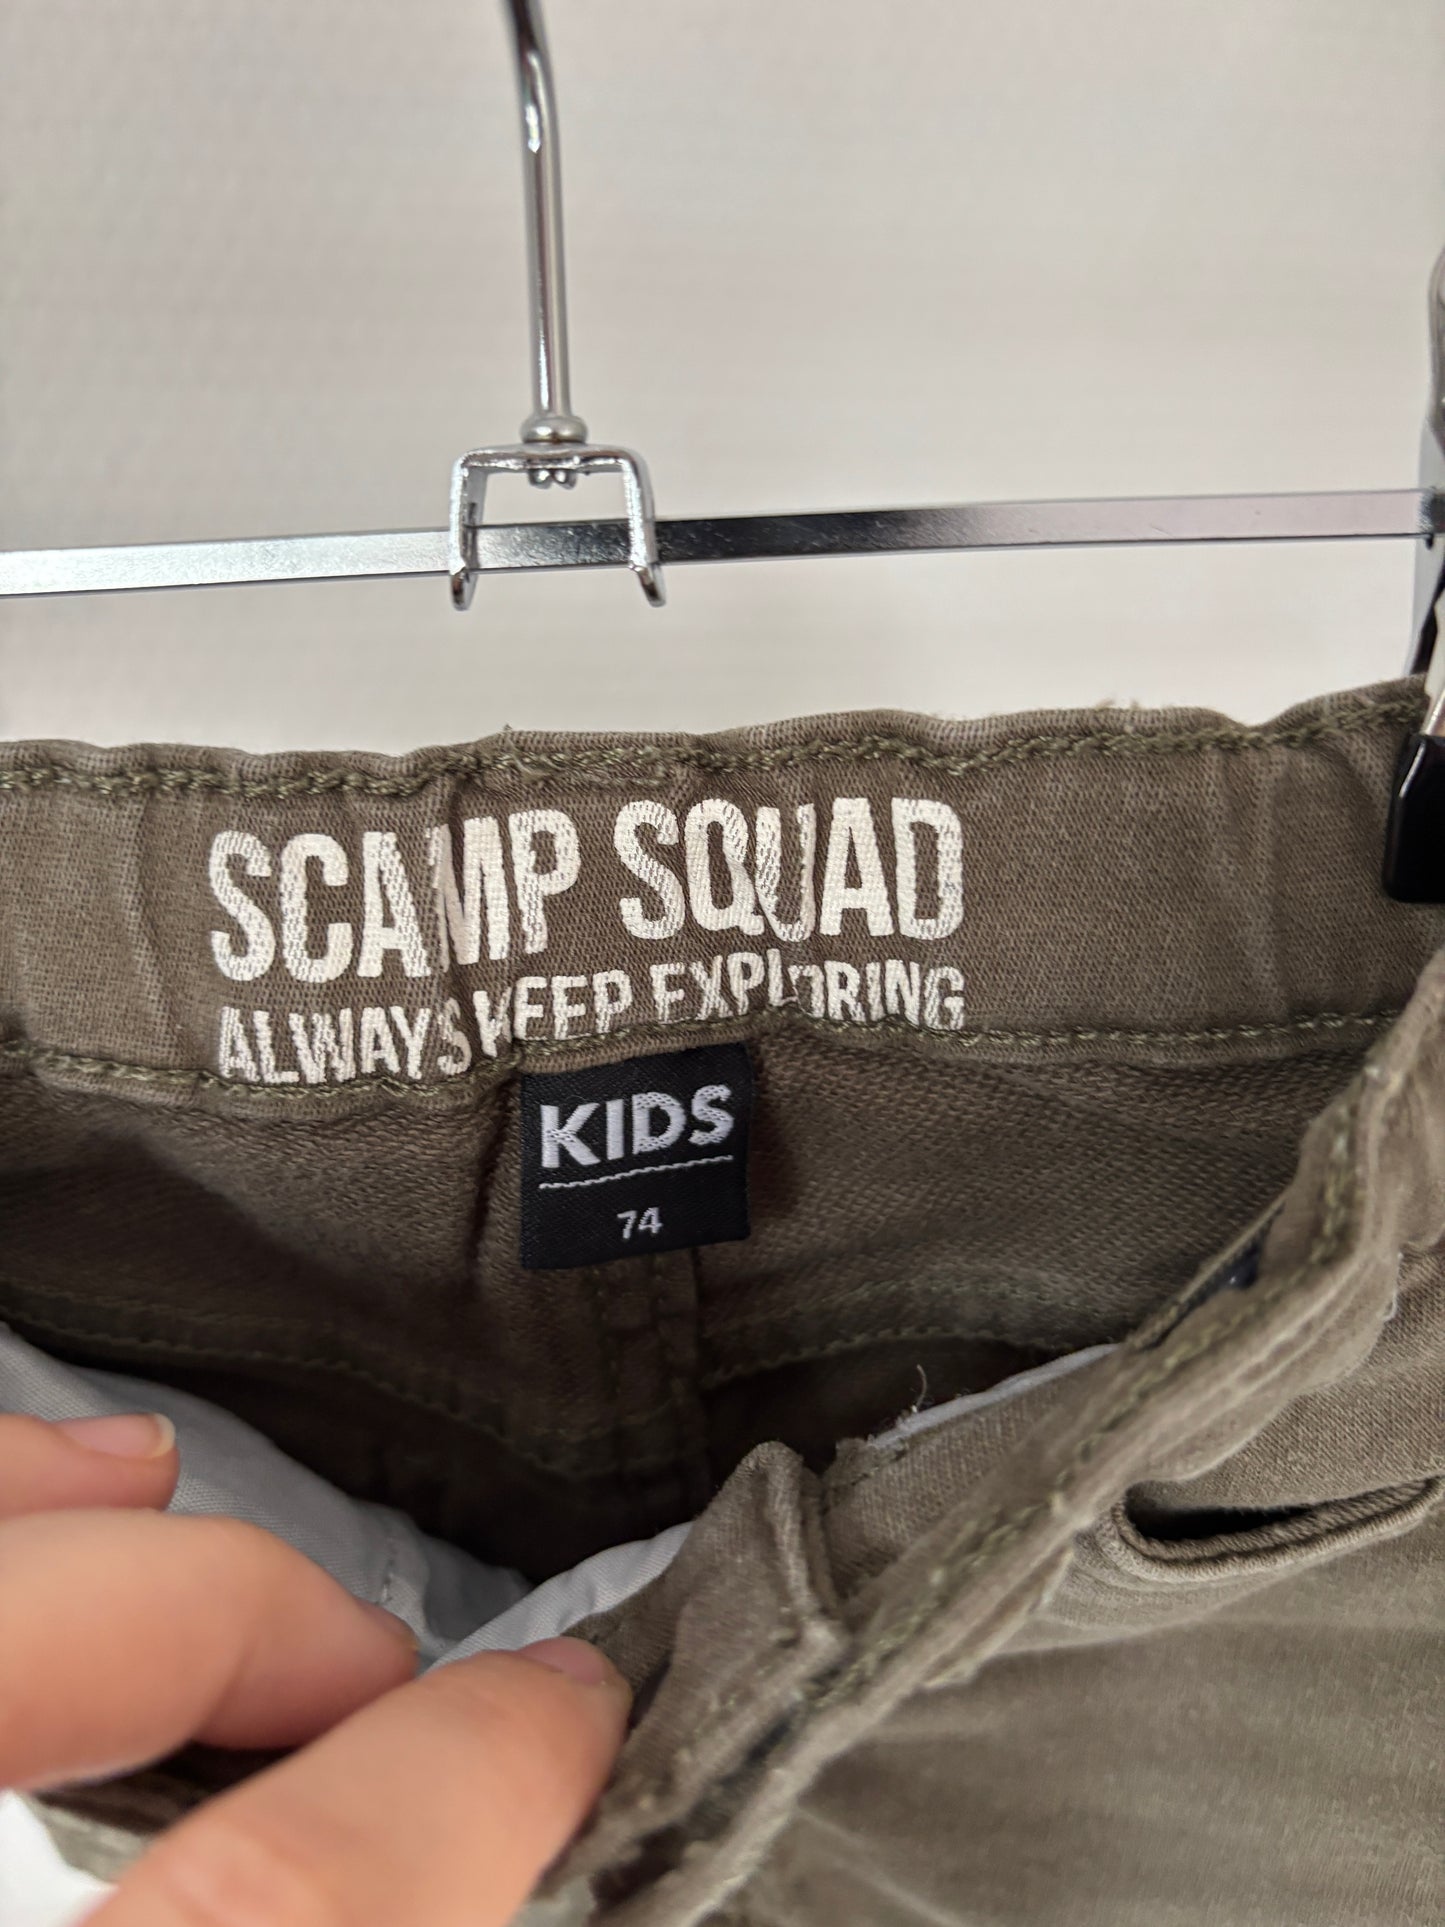 SCAMP SQUAD
ALWAYS KEEP EXPLORING
KIDS
74